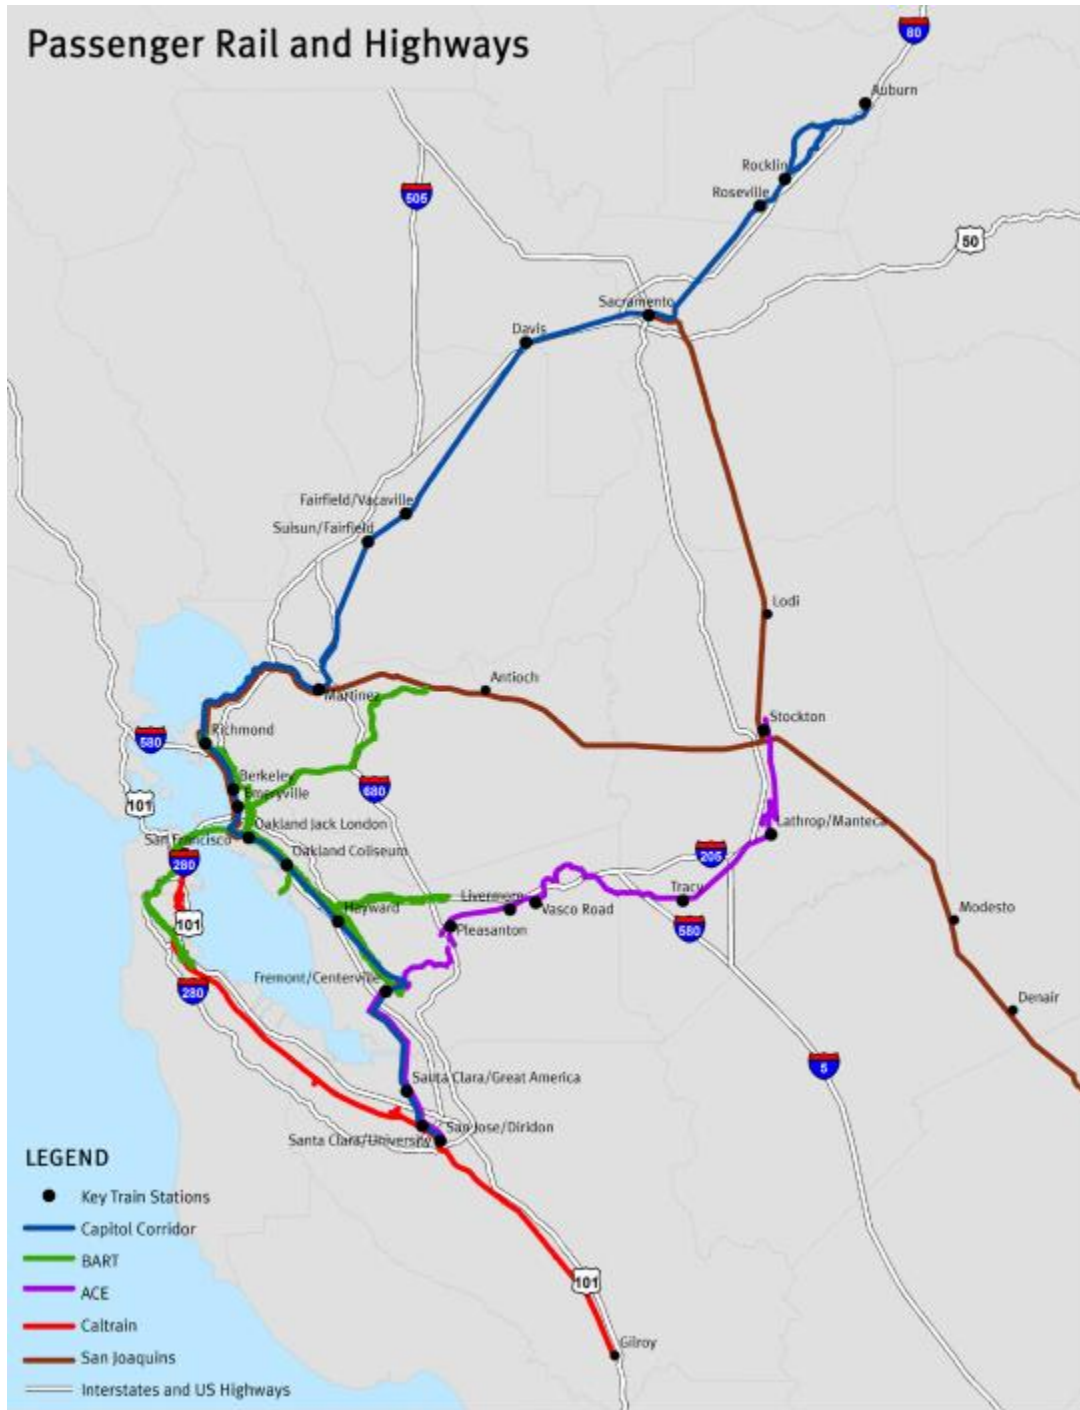 Passenger Rail and Highways
80
Auburn
Rocklin
505
Roseville
50
Sacramento
Davis
Fairfield/Vacaville
Suisun/Fairfield
Lodi
Antioch
Martinez
Stockton
Richmond
580
Berkeley
680
Emeryville
101
Oakland Jack London
Lathrop/Manteca
San Francisco
Oakland Coliseum
205
280
Tracy
Livermore
Hayward
Vasco Road
Modesto
101
580
Pleasanton
Fremont/Centerville
280
Denair
5
Santa Clara/Great America
San Jose/Diridon
Santa Clara/University
LEGEND
Key Train Stations
Capitol Corridor
BART
101
ACE
Caltrain
Gilroy
San Joaquins
Interstates and US Highways